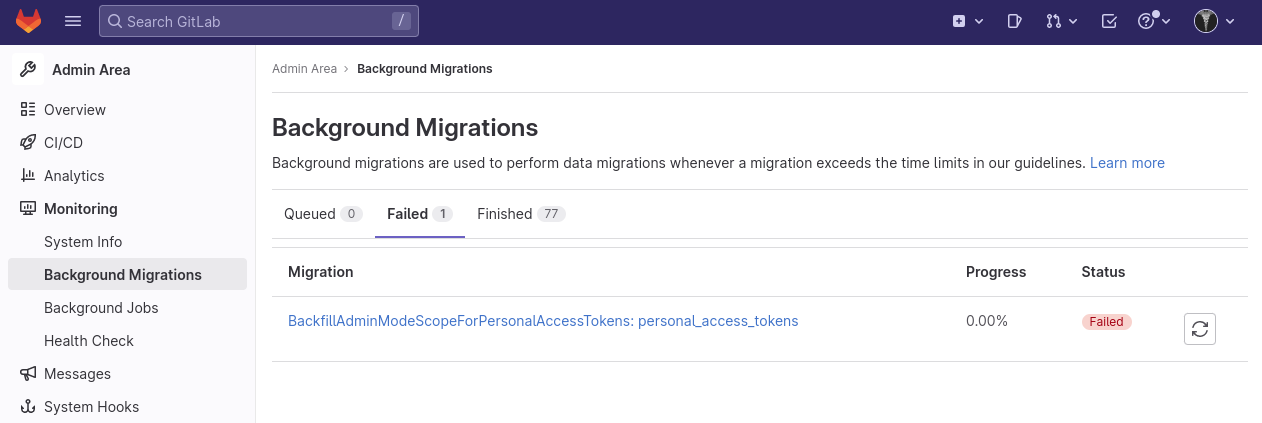 Search GitLab /
Admin Area
Overview
CI/CD
Analytics
Monitoring
System Info
Background Migrations
Background Jobs
Health Check
Messages
System Hooks
Admin Area › Background Migrations
Background Migrations
Background migrations are used to perform data migrations whenever a migration exceeds the time limits in our guidelines. Learn more
Queued 0 Failed 1 Finished 77
Migration Progress Status
BackfillAdminModeScopeForPersonalAccessTokens: personal_access_tokens 0.00% Failed